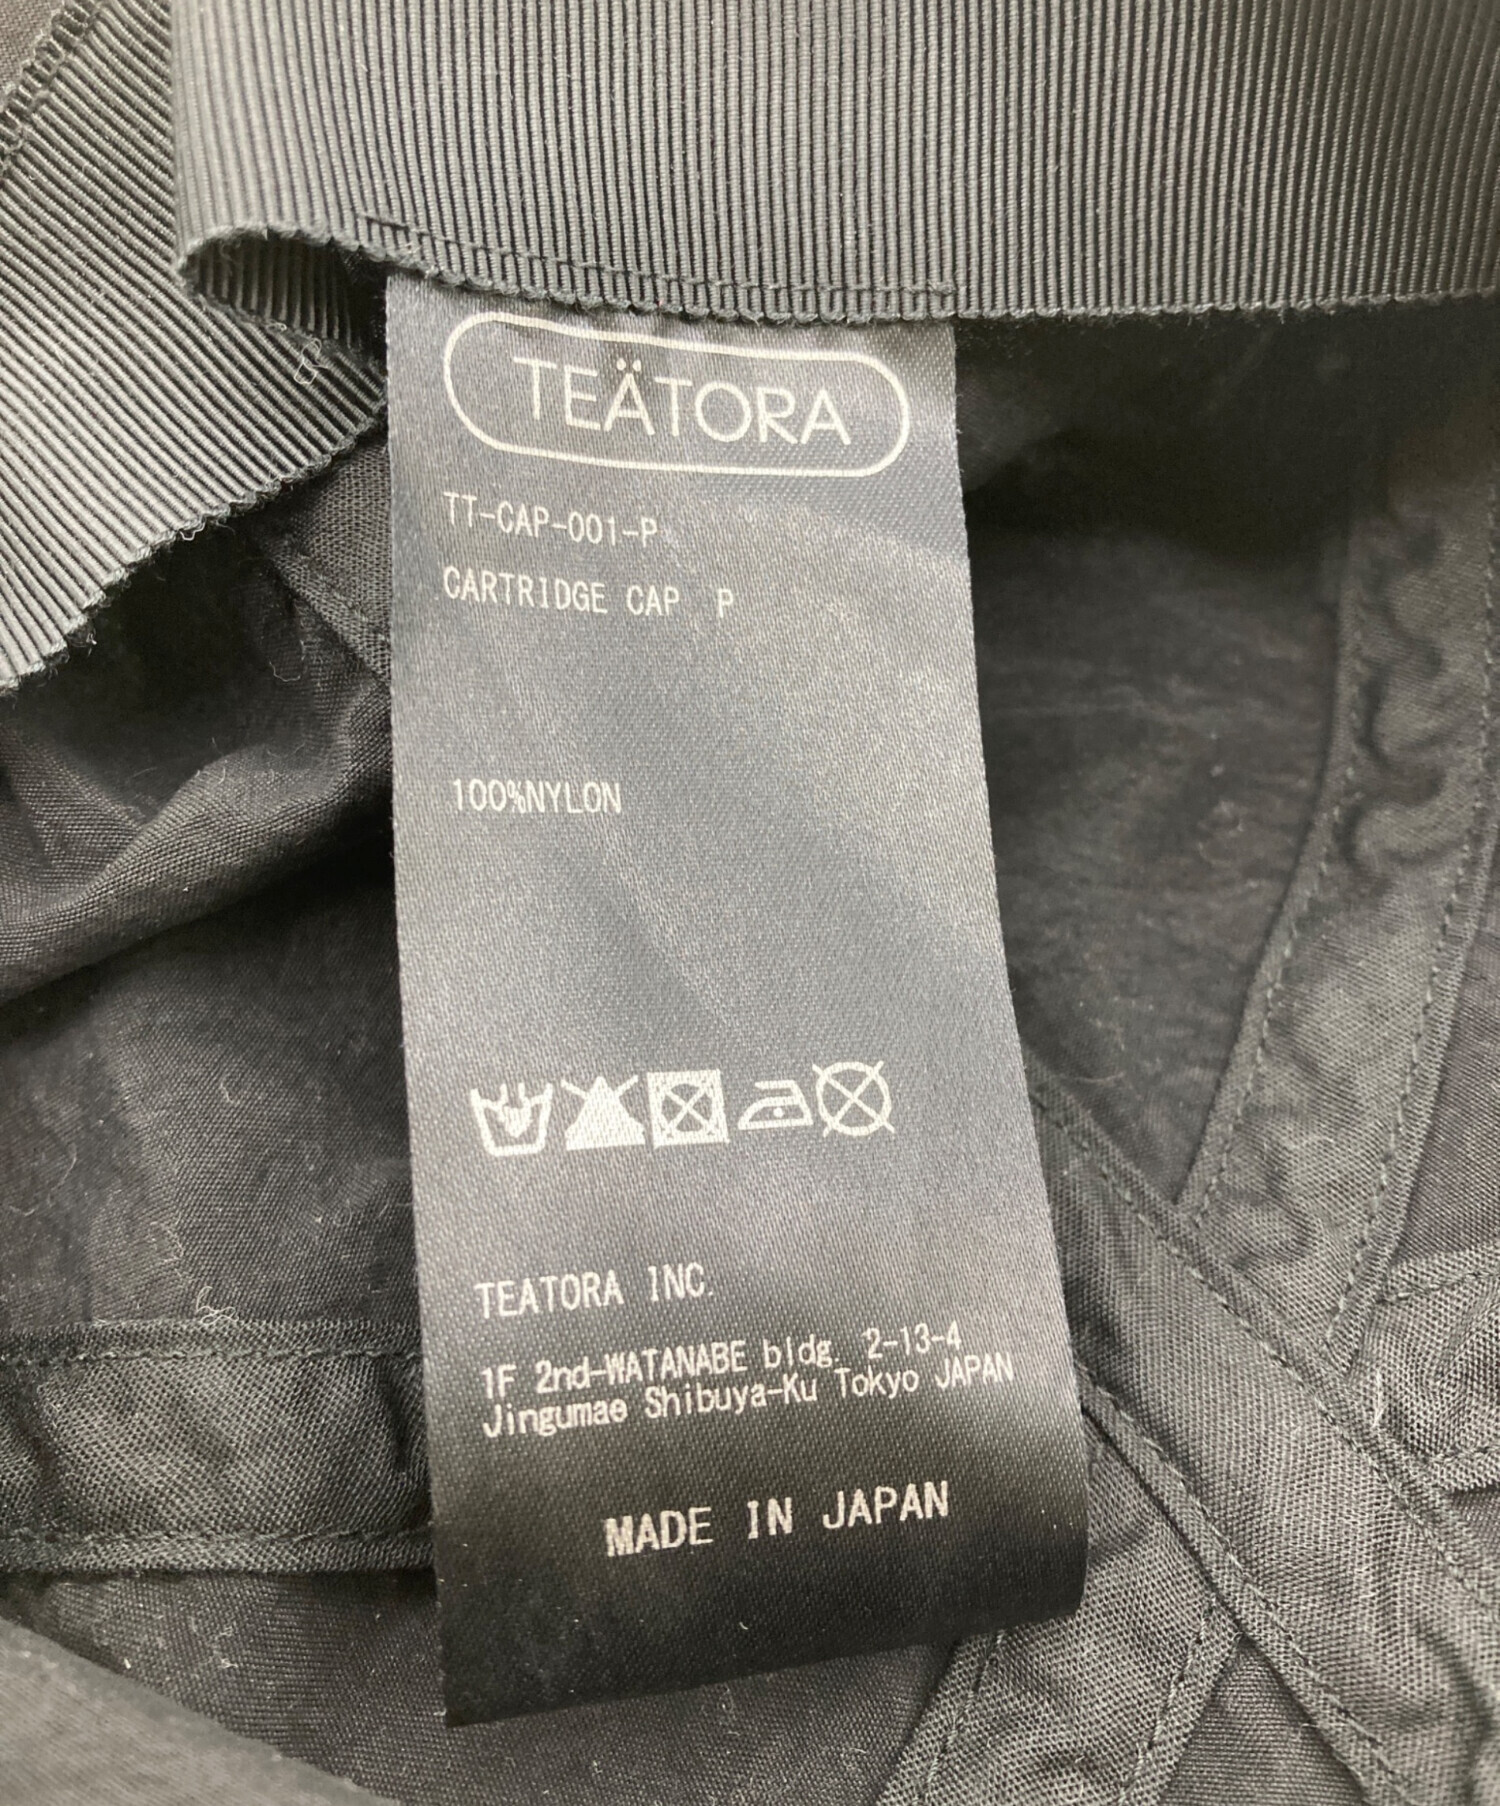 TEÄTORA
TT-CAP-001-P
CARTRIDGE CAP P
100%NYLON
TEATORA INC.
1F 2nd-WATANABE bldg. 2-13-4
Jingumae Shibuya-Ku Tokyo JAPAN
MADE IN JAPAN